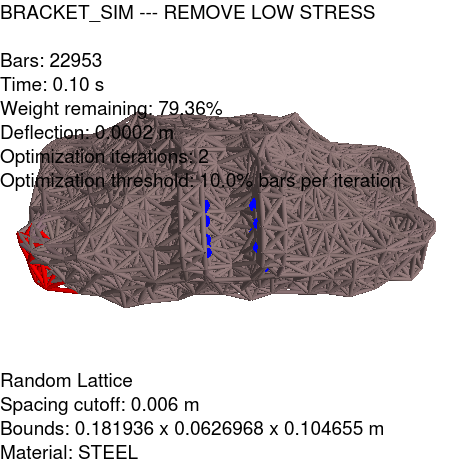 BRACKET_SIM --- REMOVE LOW STRESS
Bars: 22953
Time: 0.10 s
Weight remaining: 79.36%
Deflection: 0.0002 m
Optimization iterations: 2
Optimization threshold: 10.0% bars per iteration
Random Lattice
Spacing cutoff: 0.006 m
Bounds: 0.181936 x 0.0626968 x 0.104655 m
Material: STEEL